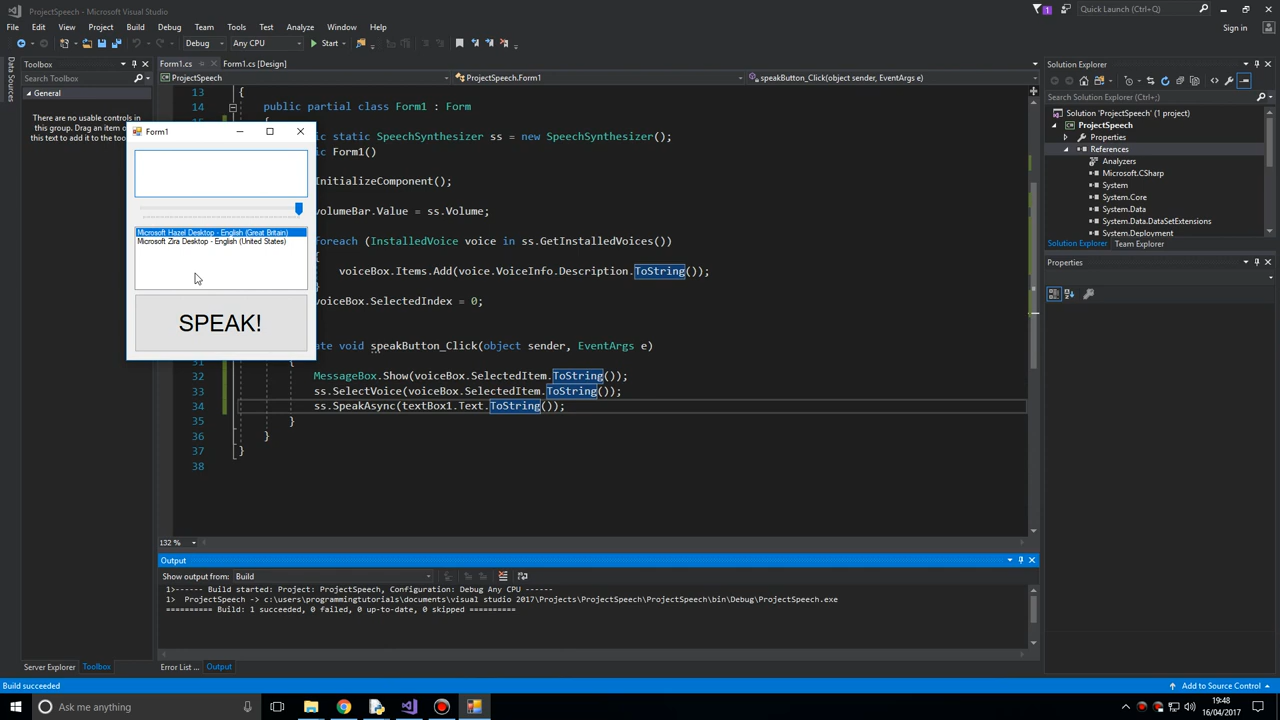 ProjectSpeech - Microsoft Visual Studio
1
Quick Launch (Ctrl+Q)
File Edit View Project Build Debug Team Tools Test Analyze Window Help
Sign in
Debug Any CPU Start
Data Sources
Toolbox
Search Toolbox
General
There are no usable controls in
this group. Drag an item onto
this text to add it to the toolbox.
Form1.cs Form1.cs [Design]
ProjectSpeech ProjectSpeech.Form1 speakButton_Click(object sender, EventArgs e)
13 {
14 public partial class Form1 : Form
{
ic static SpeechSynthesizer ss = new SpeechSynthesizer();
ic Form1()
InitializeComponent();
volumeBar.Value = ss.Volume;
foreach (InstalledVoice voice in ss.GetInstalledVoices())
{
voiceBox.Items.Add(voice.VoiceInfo.Description.ToString());
}
voiceBox.SelectedIndex = 0;
ate void speakButton_Click(object sender, EventArgs e)
31 {
32 MessageBox.Show(voiceBox.SelectedItem.ToString());
33 ss.SelectVoice(voiceBox.SelectedItem.ToString());
34 ss.SpeakAsync(textBox1.Text.ToString());
35 }
36 }
37 }
38
132 %
Form1
Microsoft Hazel Desktop - English (Great Britain)
Microsoft Zira Desktop - English (United States)
SPEAK!
Output
Show output from: Build
1>------ Build started: Project: ProjectSpeech, Configuration: Debug Any CPU ------
1> ProjectSpeech -> c:\users\programmingtutorials\documents\visual studio 2017\Projects\ProjectSpeech\ProjectSpeech\bin\Debug\ProjectSpeech.exe
========== Build: 1 succeeded, 0 failed, 0 up-to-date, 0 skipped ==========
Solution Explorer
Search Solution Explorer (Ctrl+;)
Solution 'ProjectSpeech' (1 project)
ProjectSpeech
Properties
References
Analyzers
Microsoft.CSharp
System
System.Core
System.Data
System.Data.DataSetExtensions
System.Deployment
Solution Explorer Team Explorer
Properties
Server Explorer Toolbox
Error List ... Output
Build succeeded
Add to Source Control
Ask me anything
19:48
16/04/2017